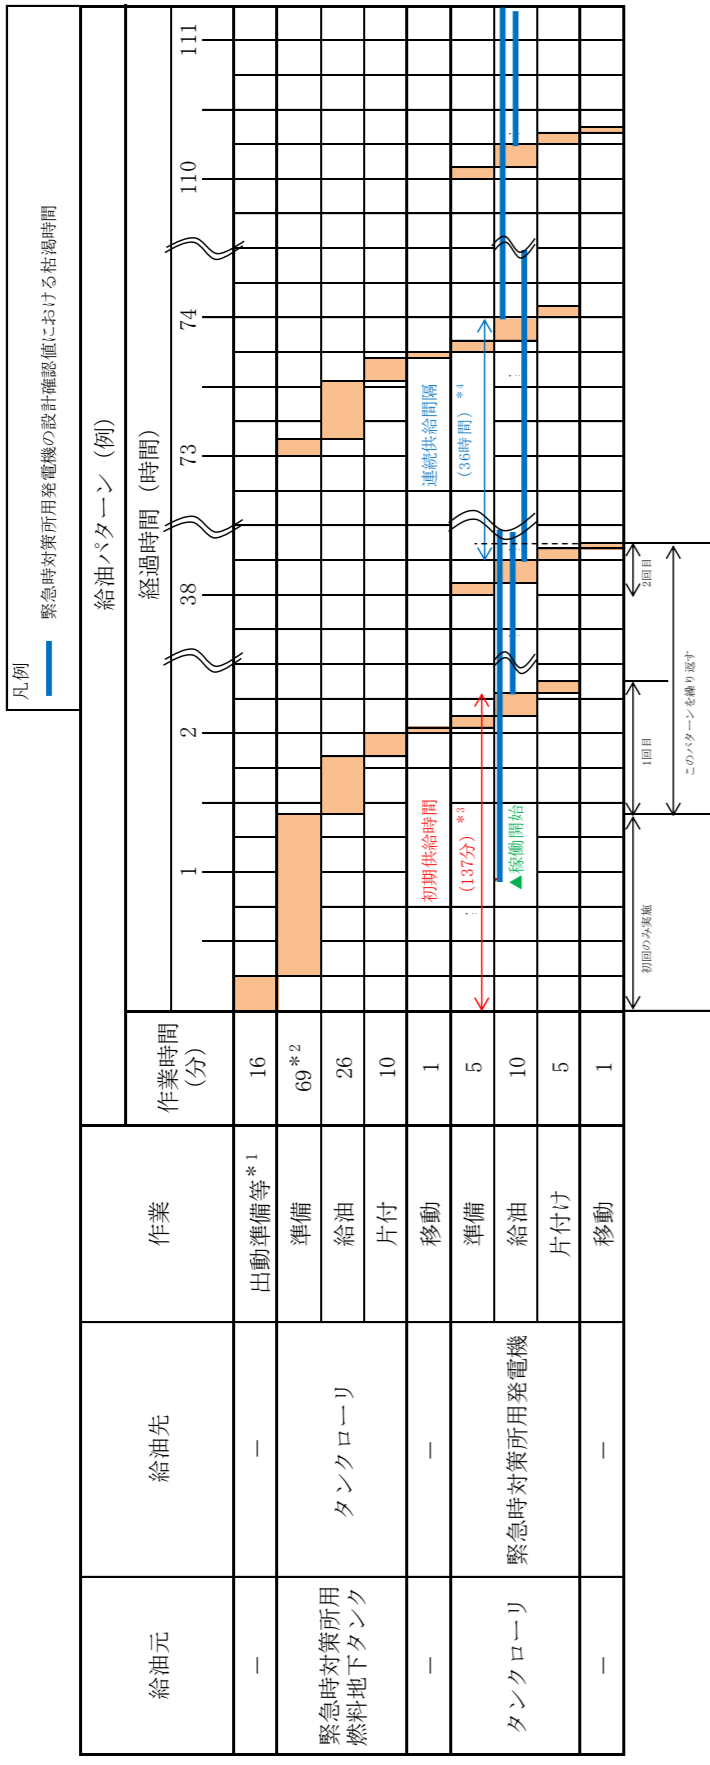 凡例
緊急時対策所用発電機の設計確認値における枯渇時間
給油元
給油先
作業
作業時間
(分)
給油パターン（例）
経過時間（時間）
1
2
38
73
74
110
111
－
－
出動準備等*1
16
緊急時対策所用
燃料地下タンク
タンクローリ
準備
69*2
給油
26
片付
10
－
－
移動
1
タンクローリ
緊急時対策所用発電機
準備
5
給油
10
片付け
5
－
－
移動
1
初期供給時間
（137分）*3
▲稼働開始
連続供給間隔
（36時間）*4
初回のみ実施
1回目
2回目
このパターンを繰り返す